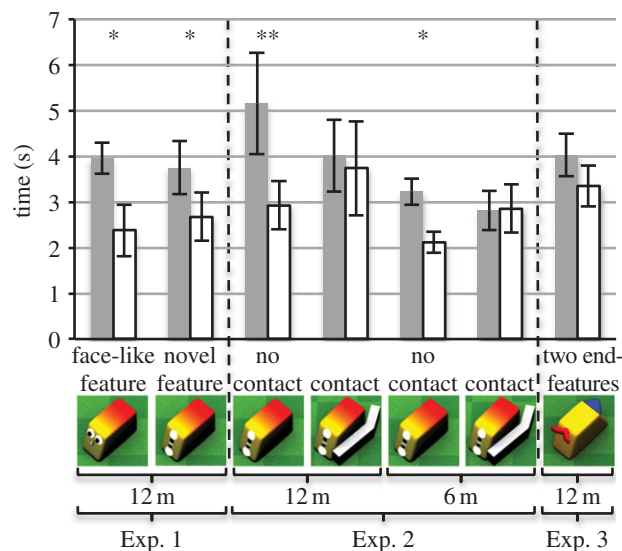 time (s)
7
6
5
4
3
2
1
0
* * ** *
face-like novel no no two end-
feature feature contact contact contact contact features
12 m 12 m 6 m 12 m
Exp. 1 Exp. 2 Exp. 3